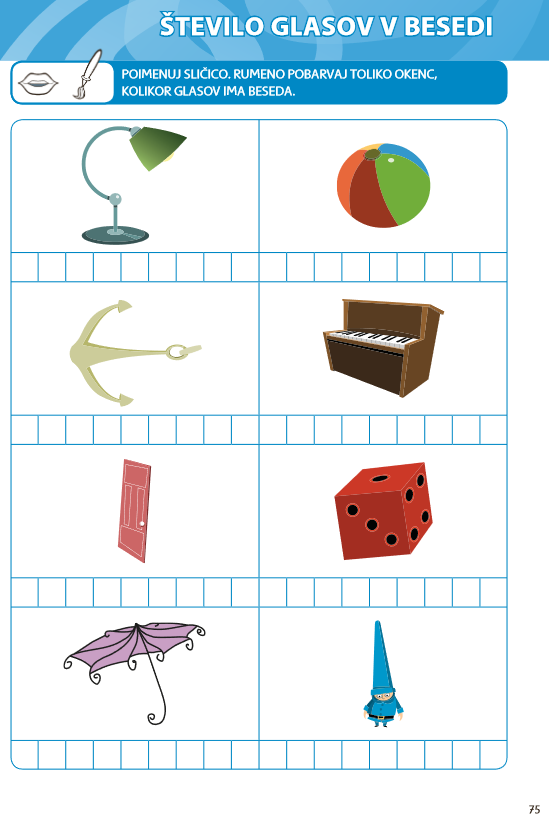 ŠTEVILO GLASOV V BESEDI
POIMENUJ SLIČICO. RUMENO POBARVAJ TOLIKO OKENC,
KOLIKOR GLASOV IMA BESEDA.
75